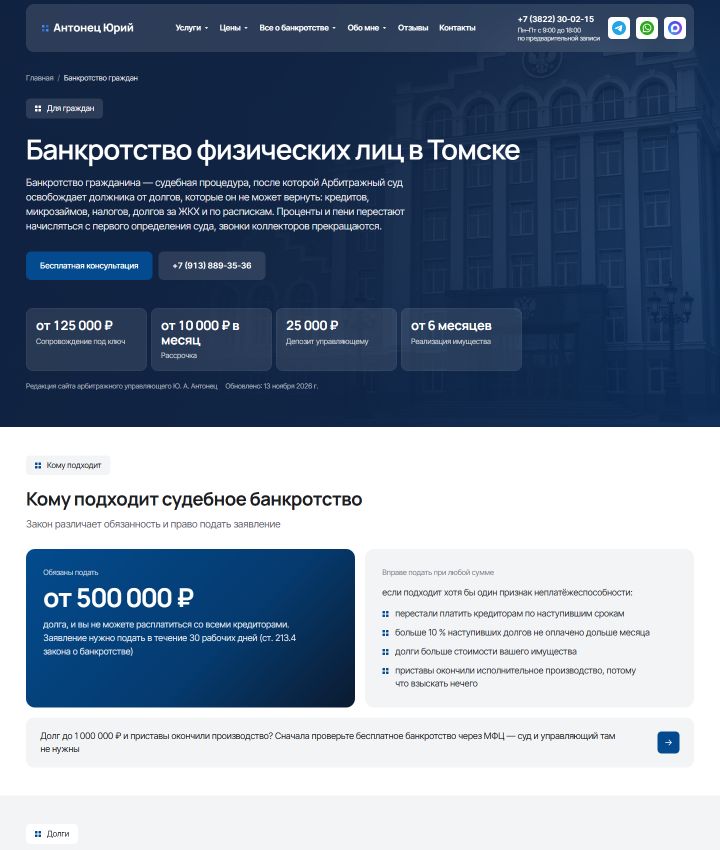 Антонец Юрий
Услуги
Цены
Все о банкротстве
Обо мне
Отзывы
Контакты
+7 (3822) 30-02-15
Пн–Пт с 9:00 до 18:00
по предварительной записи
Главная / Банкротство граждан
Для граждан
Банкротство физических лиц в Томске
Банкротство гражданина — судебная процедура, после которой Арбитражный суд
освобождает должника от долгов, которые он не может вернуть: кредитов,
микрозаймов, налогов, долгов за ЖКХ и по распискам. Проценты и пени перестают
начисляться с первого определения суда, звонки коллекторов прекращаются.
Бесплатная консультация
+7 (913) 889-35-36
от 125 000 ₽
Сопровождение под ключ
от 10 000 ₽ в
месяц
Рассрочка
25 000 ₽
Депозит управляющему
от 6 месяцев
Реализация имущества
Редакция сайта арбитражного управляющего Ю. А. Антонец
Обновлено: 13 ноября 2026 г.
Кому подходит
Кому подходит судебное банкротство
Закон различает обязанность и право подать заявление
Обязаны подать
от 500 000 ₽
долга, и вы не можете расплатиться со всеми кредиторами.
Заявление нужно подать в течение 30 рабочих дней (ст. 213.4
закона о банкротстве)
Вправе подать при любой сумме
если подходит хотя бы один признак неплатёжеспособности:
перестали платить кредиторам по наступившим срокам
больше 10 % наступивших долгов не оплачено дольше месяца
долги больше стоимости вашего имущества
приставы окончили исполнительное производство, потому
что взыскать нечего
Долг до 1 000 000 ₽ и приставы окончили производство? Сначала проверьте бесплатное банкротство через МФЦ — суд и управляющий там
не нужны
Долги